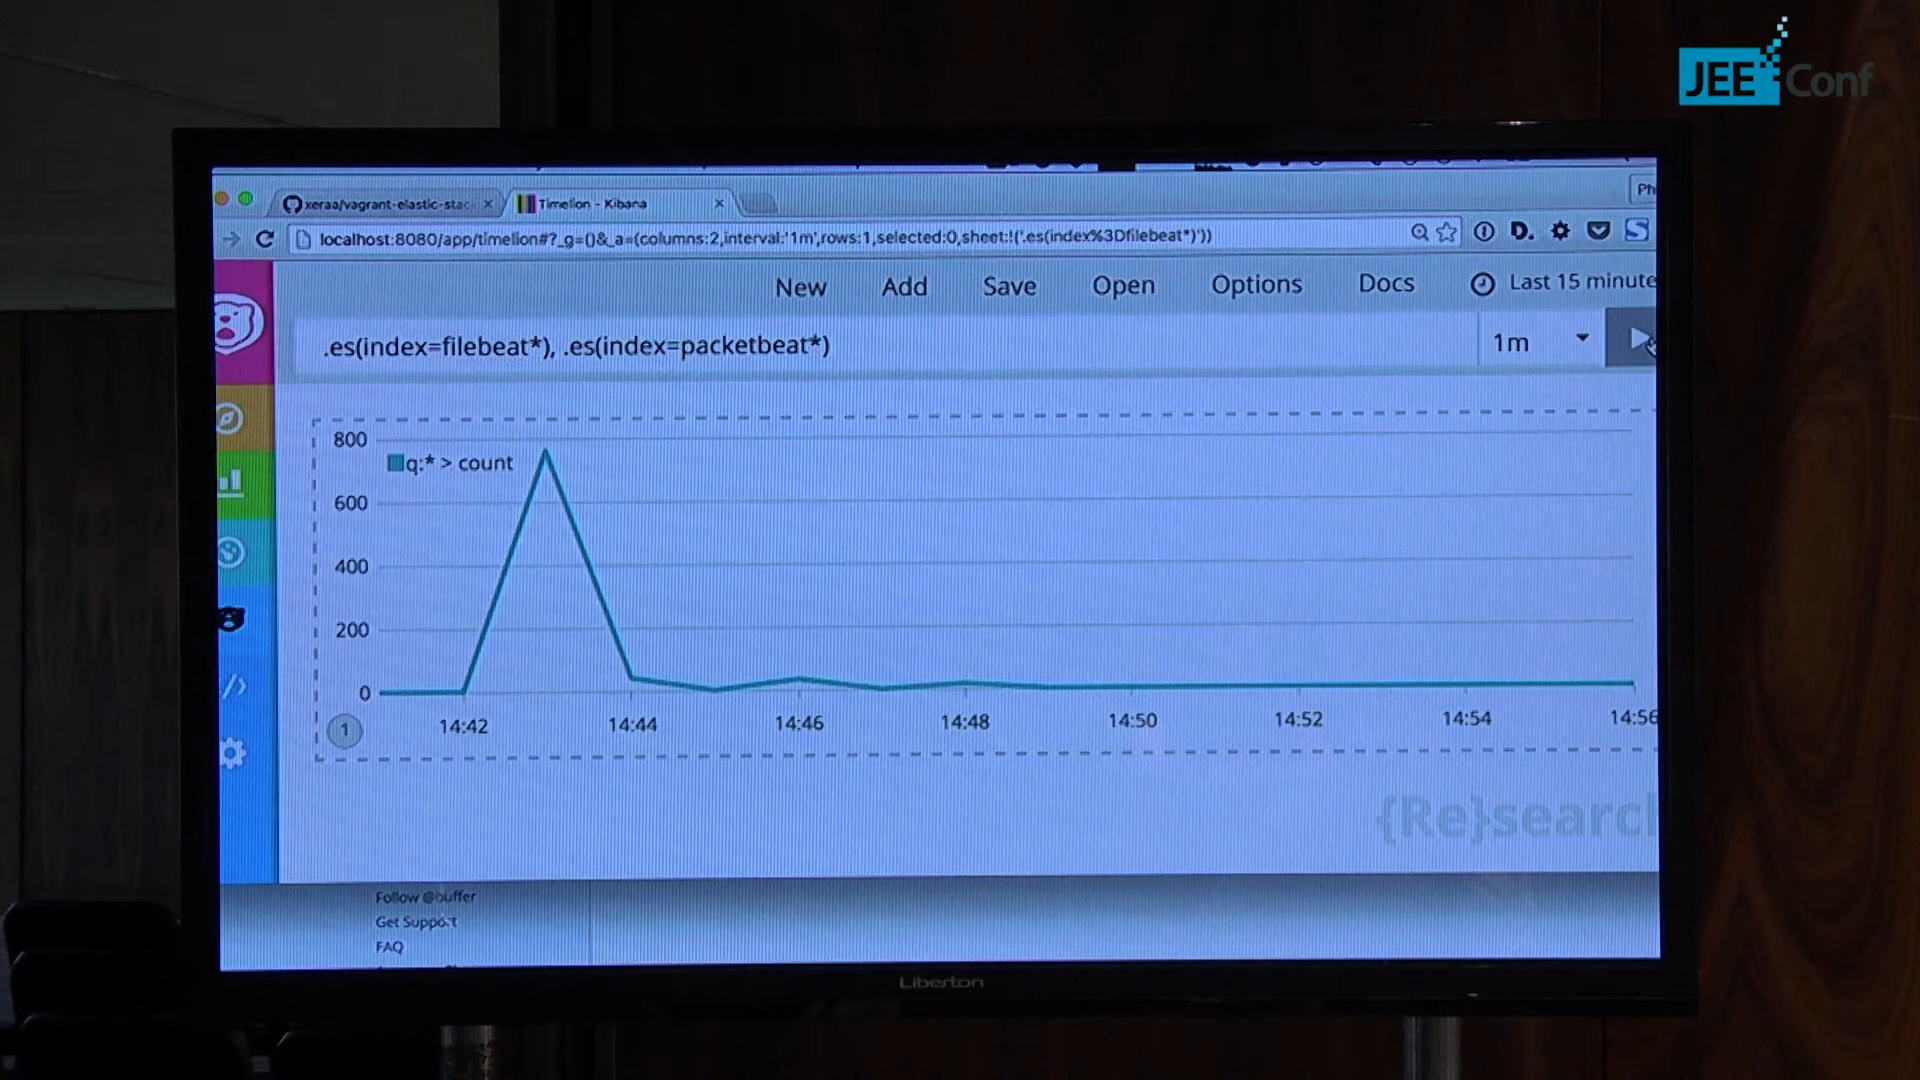 JEE Conf
xeraa/vagrant-elastic-stac
Timelion - Kibana
Ph
localhost:8080/app/timelion#?_g=()&_a=(columns:2,interval:'1m',rows:1,selected:0,sheet:!('.es(index%3Dfilebeat*)'))
D.
New Add Save Open Options Docs Last 15 minute
.es(index=filebeat*), .es(index=packetbeat*)
1m
800
q:* > count
600
400
200
0
14:42 14:44 14:46 14:48 14:50 14:52 14:54 14:56
1
{Re}search
Follow @buffer
Get Support
FAQ
Liberton